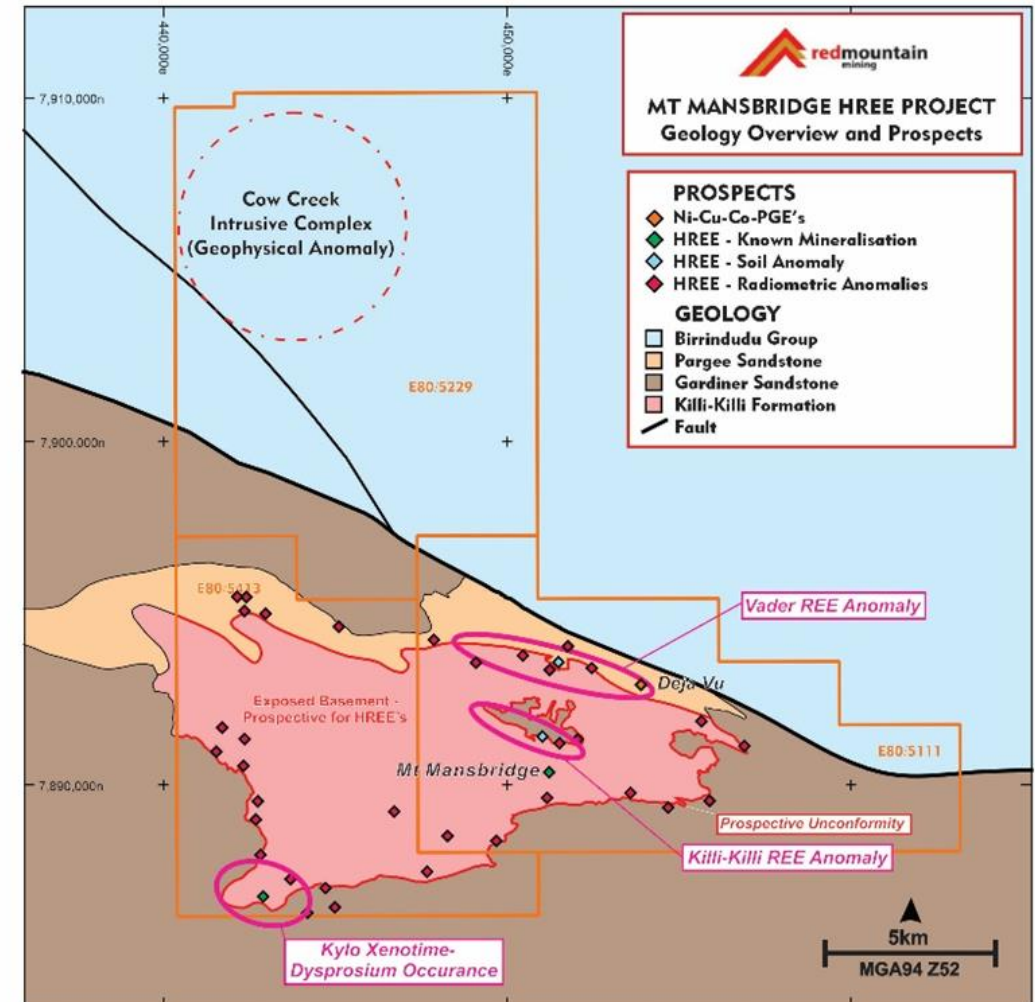 440,000e
450,000e
7,910,000n
7,900,000n
7,890,000n
redmountain
mining
MT MANSBRIDGE HREE PROJECT
Geology Overview and Prospects
PROSPECTS
Ni-Cu-Co-PGE's
HREE - Known Mineralisation
HREE - Soil Anomaly
HREE - Radiometric Anomalies
GEOLOGY
Birrindudu Group
Pargee Sandstone
Gardiner Sandstone
Killi-Killi Formation
Fault
Cow Creek
Intrusive Complex
(Geophysical Anomaly)
E80/5229
E80/5413
Vader REE Anomaly
Deja Vu
Exposed Basement -
Prospective for HREE's
E80/5111
Mt Mansbridge
Prospective Unconformity
Killi-Killi REE Anomaly
Kylo Xenotime-
Dysprosium Occurance
5km
MGA94 Z52